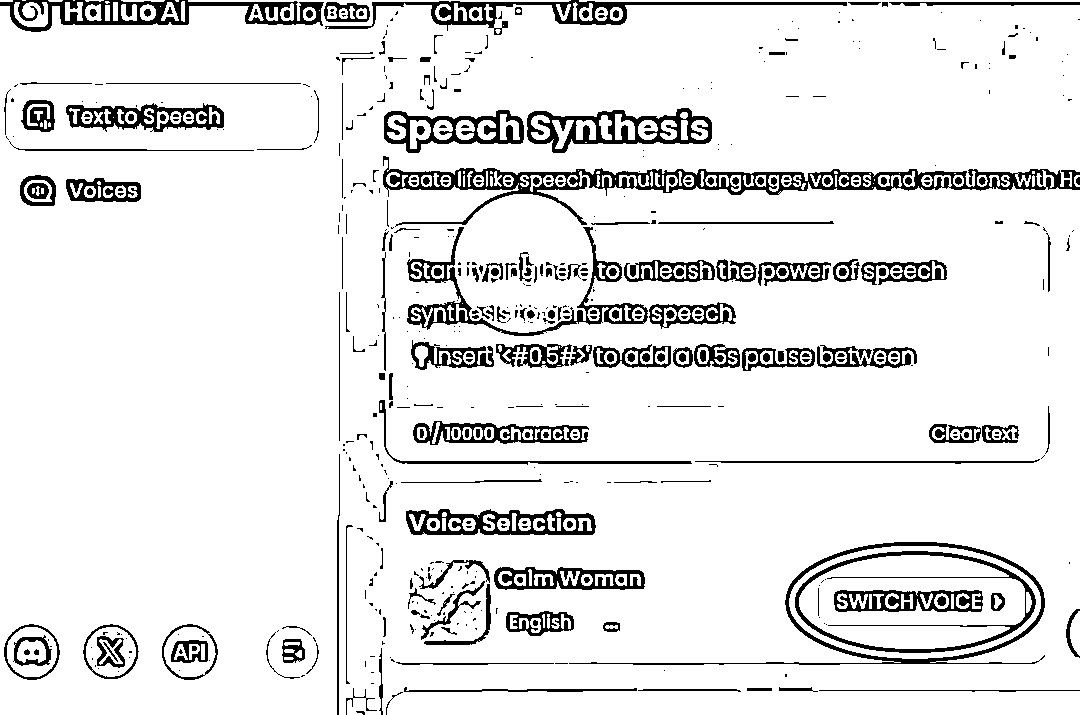 Hailuo AI
Audio Beta Chat Video
Text to Speech
Voices
Speech Synthesis
Create lifelike speech in multiple languages, voices and emotions with
Start typing here to unleash the power of speech
synthesis to generate speech.
Insert '<#0.5#>' to add a 0.5s pause between
0 / 10000 character
Clear text
Voice Selection
Calm Woman
English
SWITCH VOICE
API